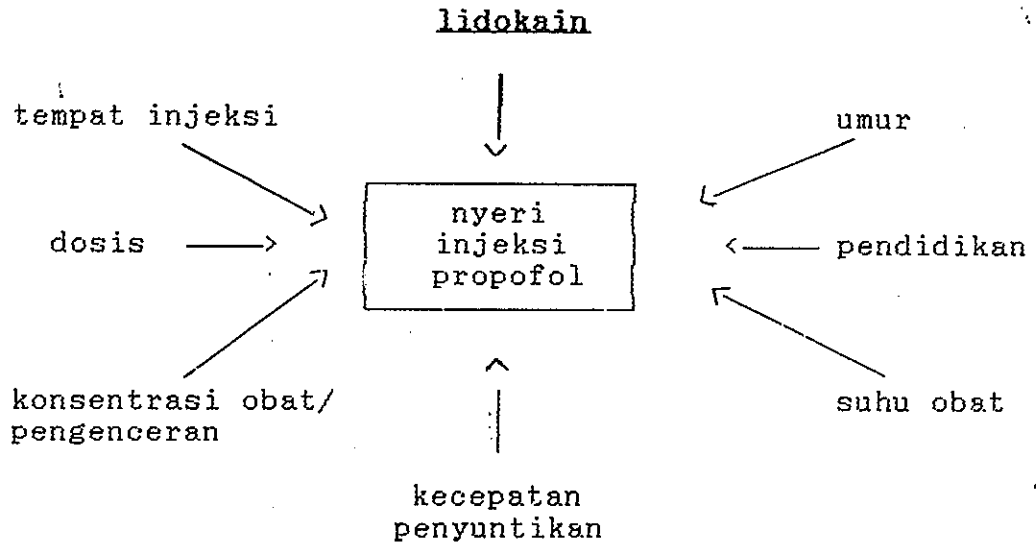 lidokain
tempat injeksi
umur
nyeri
injeksi
propofol
dosis
pendidikan
konsentrasi obat/
pengenceran
suhu obat
kecepatan
penyuntikan